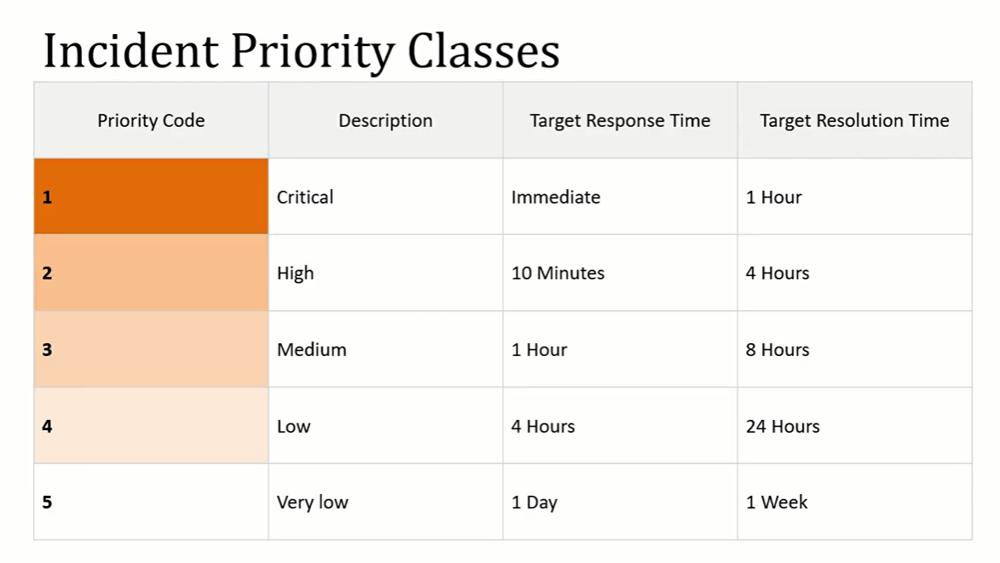 Incident Priority Classes
Priority Code Description Target Response Time Target Resolution Time
1 Critical Immediate 1 Hour
2 High 10 Minutes 4 Hours
3 Medium 1 Hour 8 Hours
4 Low 4 Hours 24 Hours
5 Very low 1 Day 1 Week